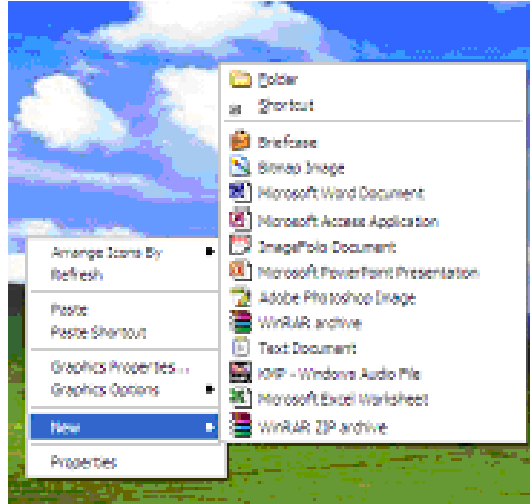 Folder
Shortcut
Briefcase
Bitmap Image
Microsoft Word Document
Microsoft Access Application
ImageFolio Document
Microsoft PowerPoint Presentation
Adobe Photoshop Image
WinRAR archive
Text Document
KMP - Windows Audio File
Microsoft Excel Worksheet
WinRAR ZIP archive
Arrange Icons By
Refresh
Paste
Paste Shortcut
Graphics Properties...
Graphics Options
New
Properties